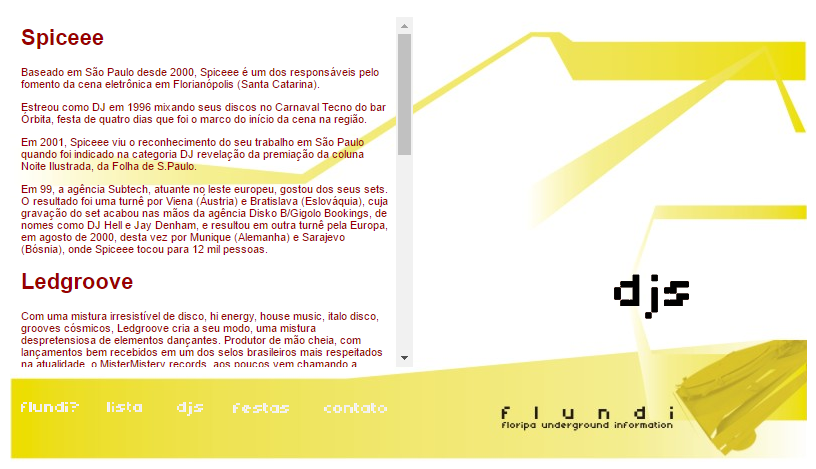 Spiceee
Baseado em São Paulo desde 2000, Spiceee é um dos responsáveis pelo
fomento da cena eletrônica em Florianópolis (Santa Catarina).
Estreou como DJ em 1996 mixando seus discos no Carnaval Tecno do bar
Órbita, festa de quatro dias que foi o marco do início da cena na região.
Em 2001, Spiceee viu o reconhecimento do seu trabalho em São Paulo
quando foi indicado na categoria DJ revelação da premiação da coluna
Noite Ilustrada, da Folha de S.Paulo.
Em 99, a agência Subtech, atuante no leste europeu, gostou dos seus sets.
O resultado foi uma turnê por Viena (Áustria) e Bratislava (Eslováquia), cuja
gravação do set acabou nas mãos da agência Disko B/Gigolo Bookings, de
nomes como DJ Hell e Jay Denham, e resultou em outra turnê pela Europa,
em agosto de 2000, desta vez por Munique (Alemanha) e Sarajevo
(Bósnia), onde Spiceee tocou para 12 mil pessoas.
Ledgroove
Com uma mistura irresistível de disco, hi energy, house music, italo disco,
grooves cósmicos, Ledgroove cria a seu modo, uma mistura
despretensiosa de elementos dançantes. Produtor de mão cheia, com
lançamentos bem recebidos em um dos selos brasileiros mais respeitados
na atualidade, o MisterMistery records, aos poucos vem chamando a
djs
flundi? lista djs festas contato
flundi
floripa underground information